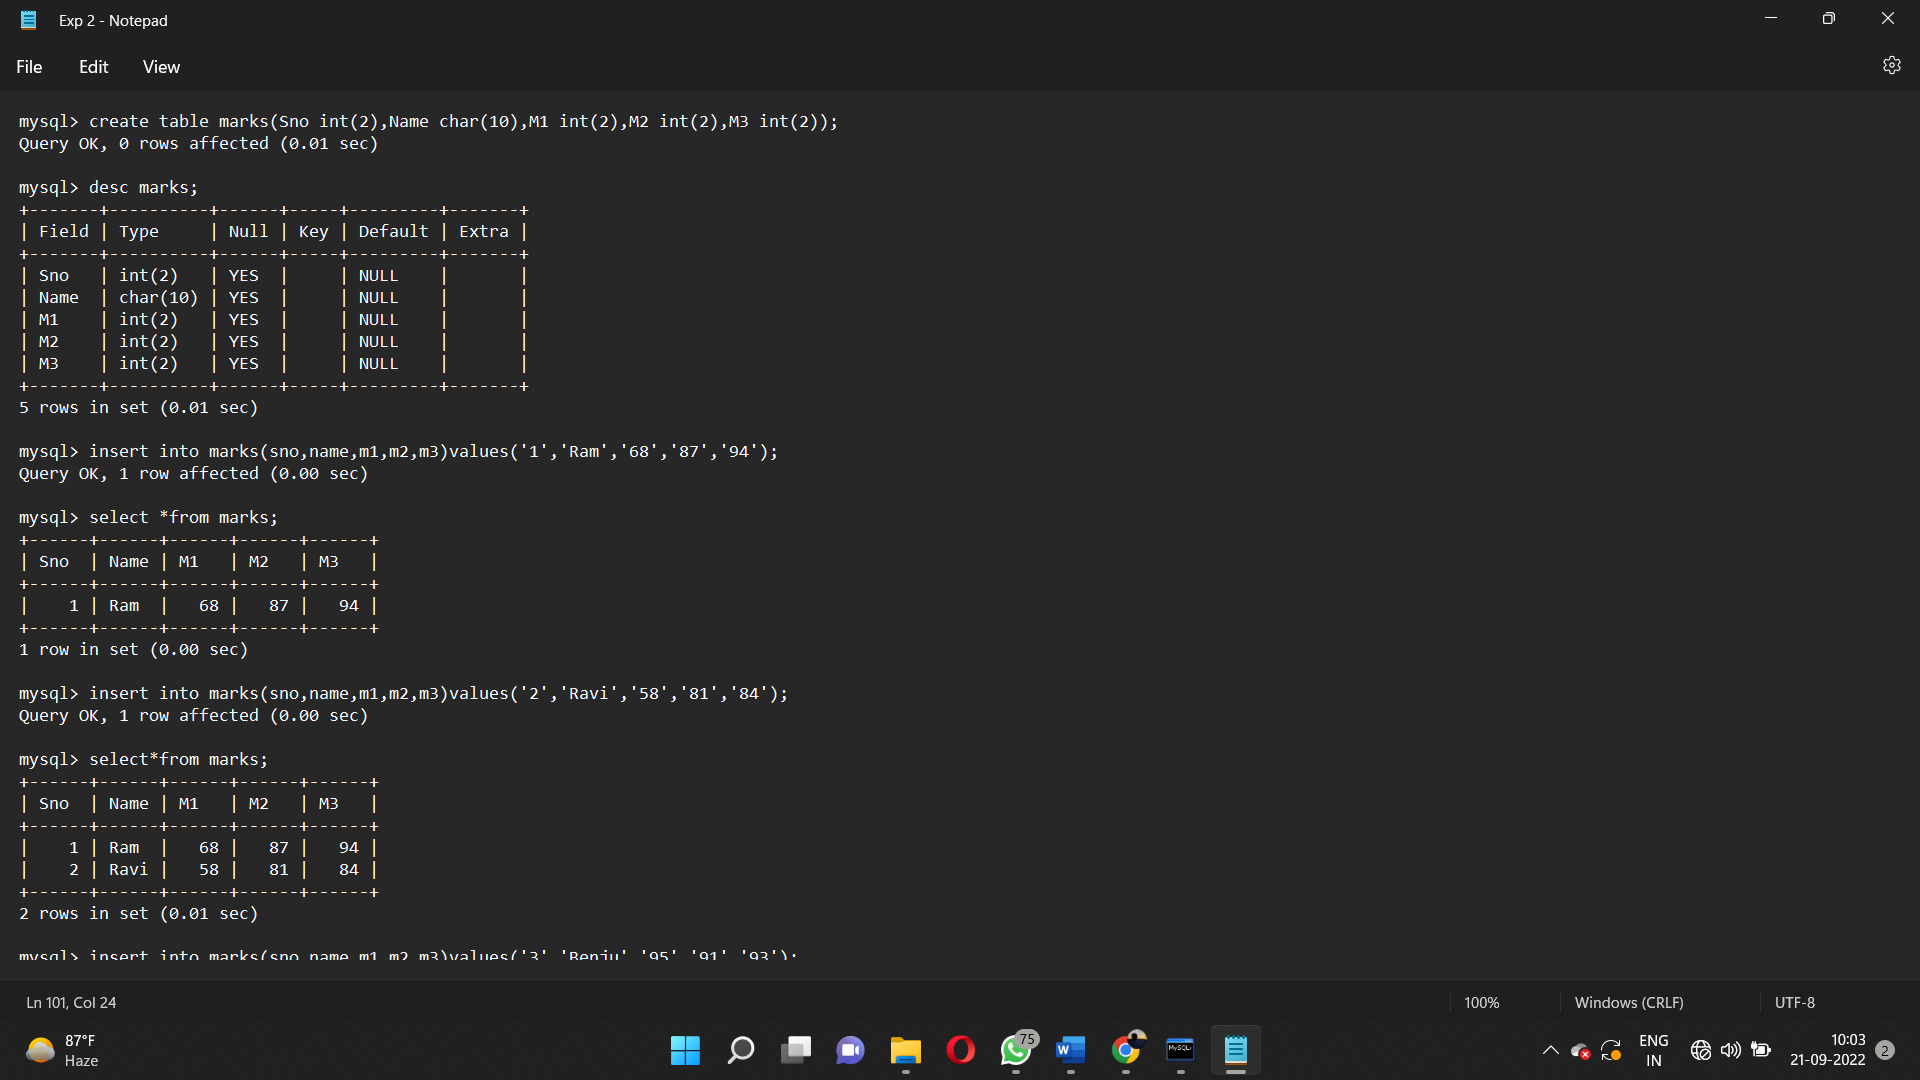 Exp 2 - Notepad
File Edit View
mysql> create table marks(Sno int(2),Name char(10),M1 int(2),M2 int(2),M3 int(2));
Query OK, 0 rows affected (0.01 sec)
mysql> desc marks;
+-------+----------+------+-----+---------+-------+
| Field | Type     | Null | Key | Default | Extra |
+-------+----------+------+-----+---------+-------+
| Sno   | int(2)   | YES  |     | NULL    |       |
| Name  | char(10) | YES  |     | NULL    |       |
| M1    | int(2)   | YES  |     | NULL    |       |
| M2    | int(2)   | YES  |     | NULL    |       |
| M3    | int(2)   | YES  |     | NULL    |       |
+-------+----------+------+-----+---------+-------+
5 rows in set (0.01 sec)
mysql> insert into marks(sno,name,m1,m2,m3)values('1','Ram','68','87','94');
Query OK, 1 row affected (0.00 sec)
mysql> select *from marks;
+------+------+------+------+------+
| Sno  | Name | M1   | M2   | M3   |
+------+------+------+------+------+
|    1 | Ram  |   68 |   87 |   94 |
+------+------+------+------+------+
1 row in set (0.00 sec)
mysql> insert into marks(sno,name,m1,m2,m3)values('2','Ravi','58','81','84');
Query OK, 1 row affected (0.00 sec)
mysql> select*from marks;
+------+------+------+------+------+
| Sno  | Name | M1   | M2   | M3   |
+------+------+------+------+------+
|    1 | Ram  |   68 |   87 |   94 |
|    2 | Ravi |   58 |   81 |   84 |
+------+------+------+------+------+
2 rows in set (0.01 sec)
mysql> insert into marks(sno,name,m1,m2,m3)values('3','Benju','95','91','93');
Ln 101, Col 24 100% Windows (CRLF) UTF-8
87°F
Haze
75
MySQL
ENG
IN
10:03
21-09-2022
2